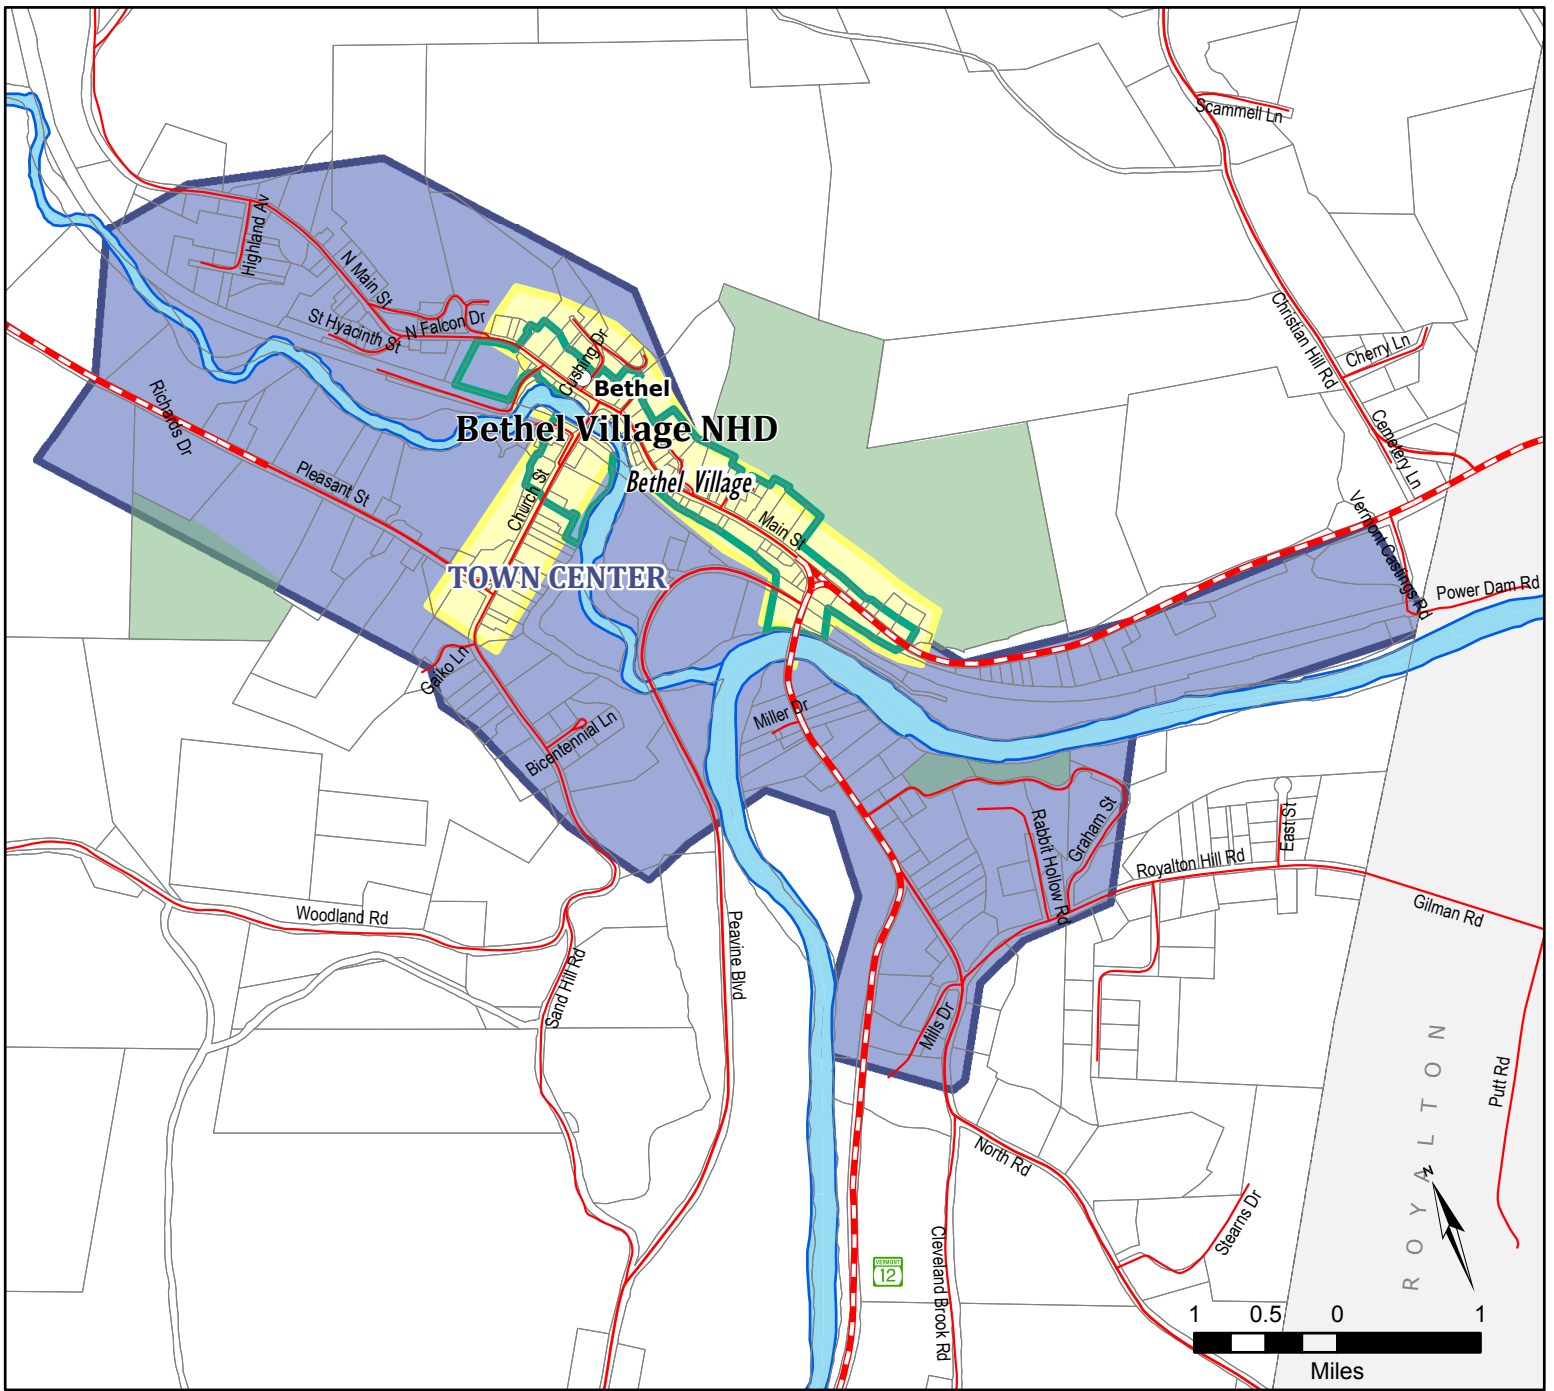 Scammell Ln
Highland Av
N Main St
St Hyacinth St
N Falcon Dr
Cushing Dr
Christian Hill Rd
Cherry Ln
Bethel
Richards Dr
Bethel Village NHD
Cemetery Ln
Pleasant St
Church St
Bethel Village
Main St
Vermont Castings Rd
TOWN CENTER
Power Dam Rd
Gaiko Ln
Miller Dr
Bicentennial Ln
Rabbit Hollow Rd
Graham St
East St
Royalton Hill Rd
Woodland Rd
Gilman Rd
Peavine Blvd
Sand Hill Rd
Mills Dr
ROYALTON
Putt Rd
North Rd
N
Stearns Dr
Cleveland Brook Rd
VERMONT
12
1 0.5 0 1
Miles